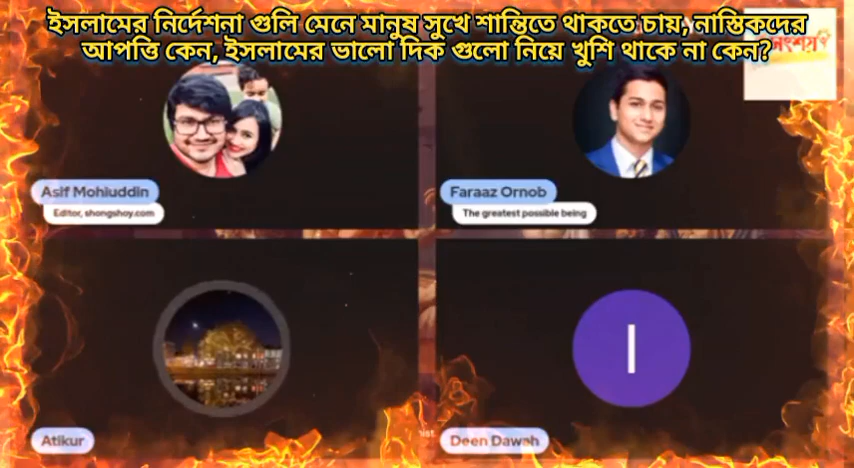 ইসলামের নির্দেশনা গুলি মেনে মানুষ সুখে শান্তিতে থাকতে চায়, নাস্তিকদের
আপত্তি কেন, ইসলামের ভালো দিক গুলো নিয়ে খুশি থাকে না কেন?
Asif Mohiuddin
Editor, shongshoy.com
Faraaz Ornob
The greatest possible being
I
Atikur
Deen Dawah